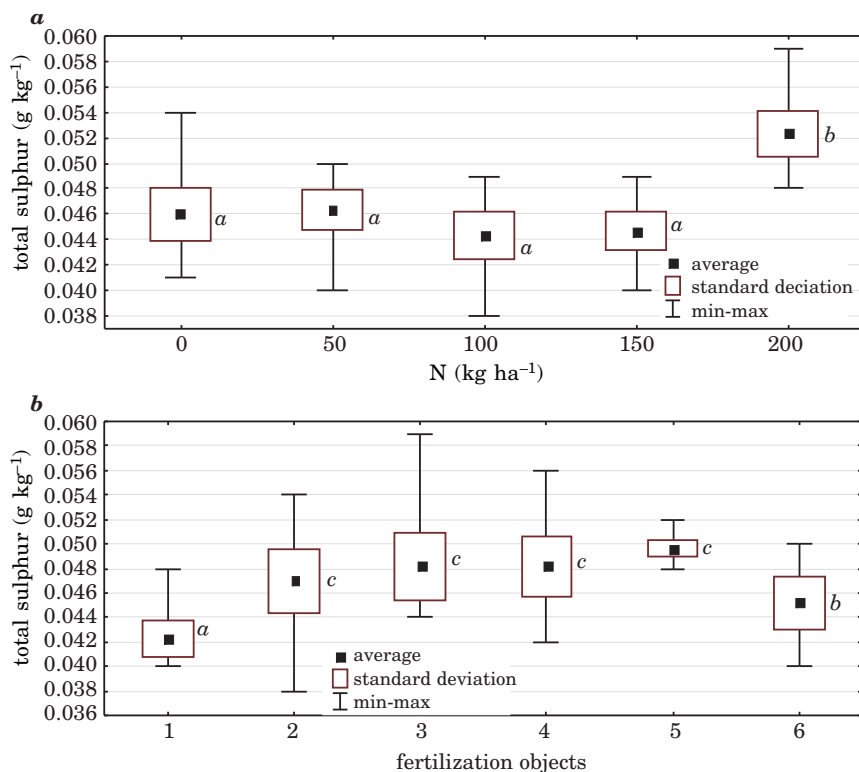 a
total sulphur (g kg⁻¹)
0.060
0.058
0.056
0.054
0.052
0.050
0.048
0.046
0.044
0.042
0.040
0.038
a
a
a
a
b
average
standard deciation
min-max
0 50 100 150 200
N (kg ha⁻¹)
b
total sulphur (g kg⁻¹)
0.060
0.058
0.056
0.054
0.052
0.050
0.048
0.046
0.044
0.042
0.040
0.038
0.036
a
c
c
c
c
b
average
standard deviation
min-max
1 2 3 4 5 6
fertilization objects